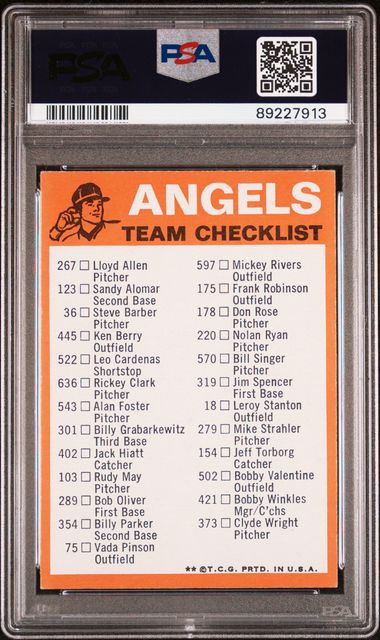 PSA
PSA
89227913
ANGELS
TEAM CHECKLIST
267 □ Lloyd Allen
Pitcher
123 □ Sandy Alomar
Second Base
36 □ Steve Barber
Pitcher
445 □ Ken Berry
Outfield
522 □ Leo Cardenas
Shortstop
636 □ Rickey Clark
Pitcher
543 □ Alan Foster
Pitcher
301 □ Billy Grabarkewitz
Third Base
402 □ Jack Hiatt
Catcher
103 □ Rudy May
Pitcher
289 □ Bob Oliver
First Base
354 □ Billy Parker
Second Base
75 □ Vada Pinson
Outfield
597 □ Mickey Rivers
Outfield
175 □ Frank Robinson
Outfield
178 □ Don Rose
Pitcher
220 □ Nolan Ryan
Pitcher
570 □ Bill Singer
Pitcher
319 □ Jim Spencer
First Base
18 □ Leroy Stanton
Outfield
279 □ Mike Strahler
Pitcher
154 □ Jeff Torborg
Catcher
502 □ Bobby Valentine
Outfield
421 □ Bobby Winkles
Mgr/C'chs
373 □ Clyde Wright
Pitcher
** ©T.C.G. PRTD. IN U.S.A.
PSA